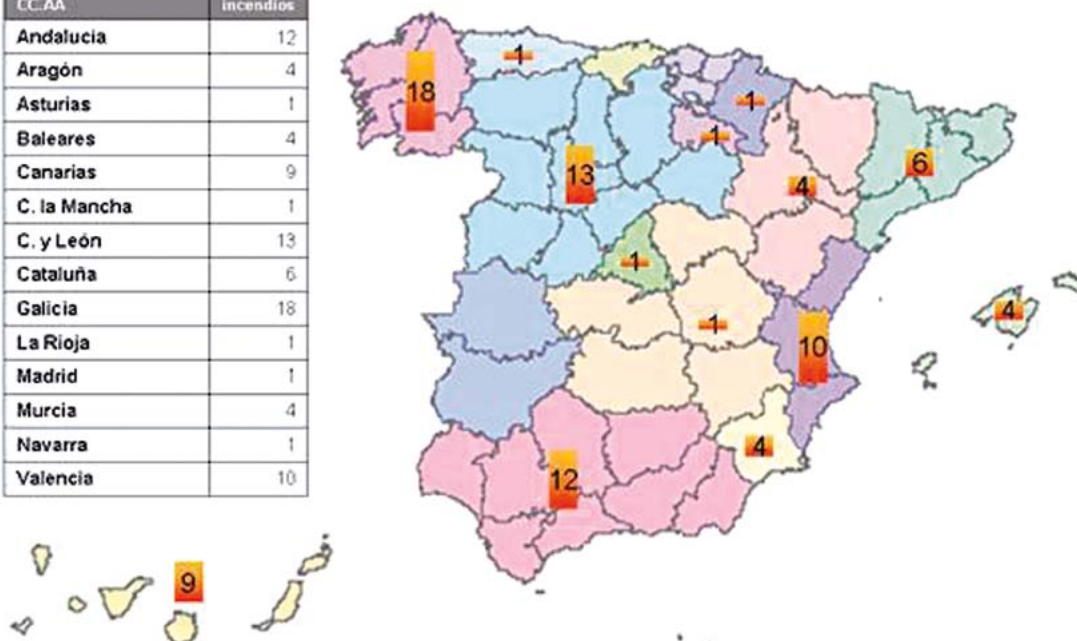 CC.AA incendios
Andalucia 12
Aragón 4
Asturias 1
Baleares 4
Canarias 9
C. la Mancha 1
C. y León 13
Cataluña 6
Galicia 18
La Rioja 1
Madrid 1
Murcia 4
Navarra 1
Valencia 10
1
18
1
1
13
4
6
1
1
4
10
4
12
9